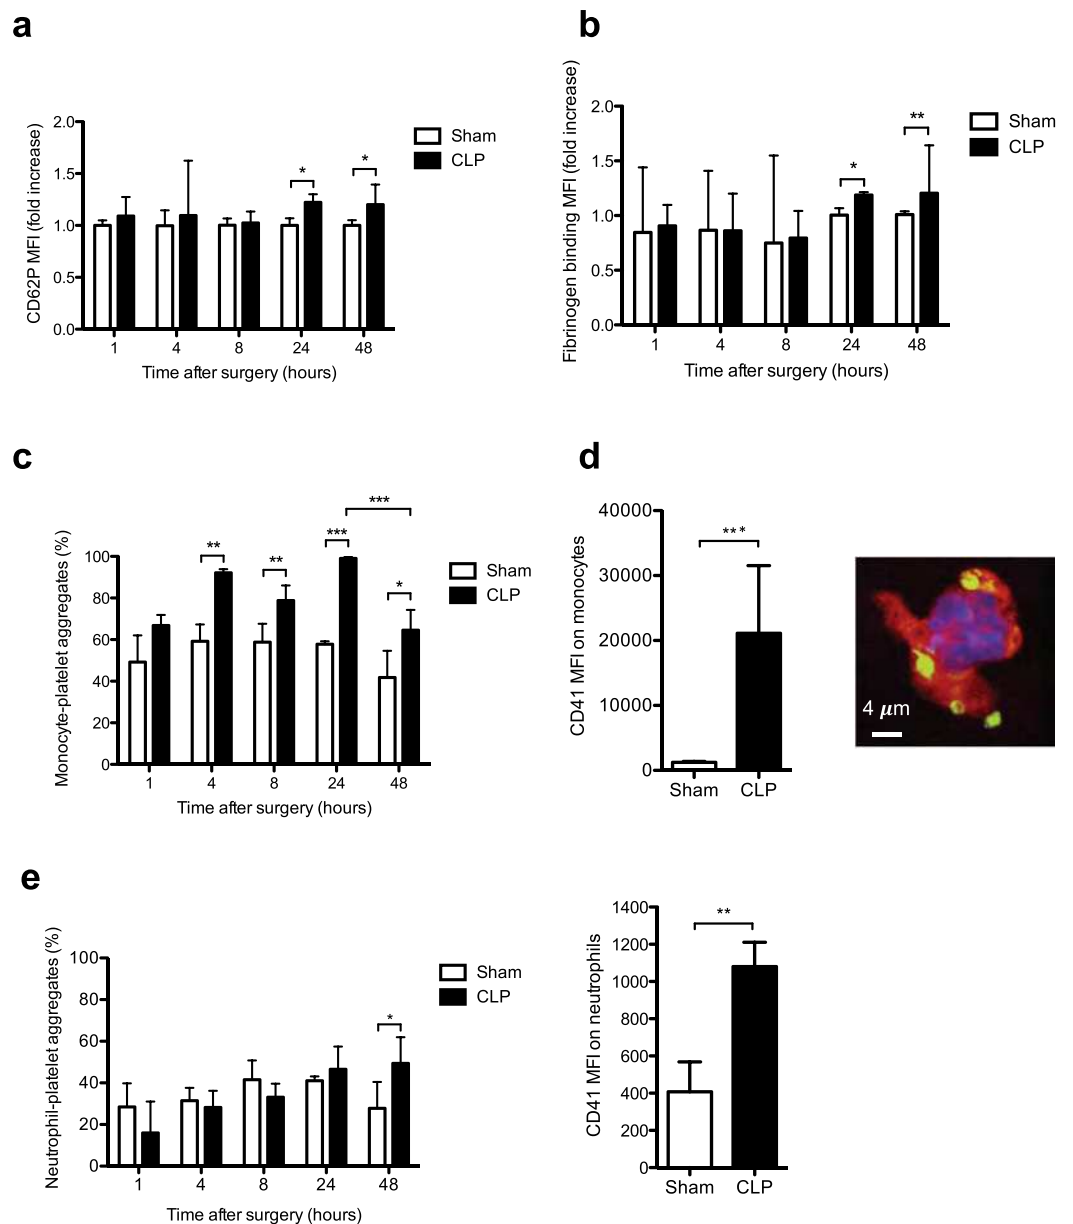 a
CD62P MFI (fold increase)
2.0
1.5
1.0
0.5
0.0
*
*
Sham
CLP
1 4 8 24 48
Time after surgery (hours)
b
Fibrinogen binding MFI (fold increase)
2.0
1.5
1.0
0.5
0.0
*
**
Sham
CLP
1 4 8 24 48
Time after surgery (hours)
c
Monocyte-platelet aggregates (%)
100
80
60
40
20
0
**
**
***
***
*
Sham
CLP
1 4 8 24 48
Time after surgery (hours)
d
CD41 MFI on monocytes
40000
30000
20000
10000
0
***
Sham CLP
4 μm
e
Neutrophil-platelet aggregates (%)
100
80
60
40
20
0
*
Sham
CLP
1 4 8 24 48
Time after surgery (hours)
CD41 MFI on neutrophils
1400
1200
1000
800
600
400
200
0
**
Sham CLP